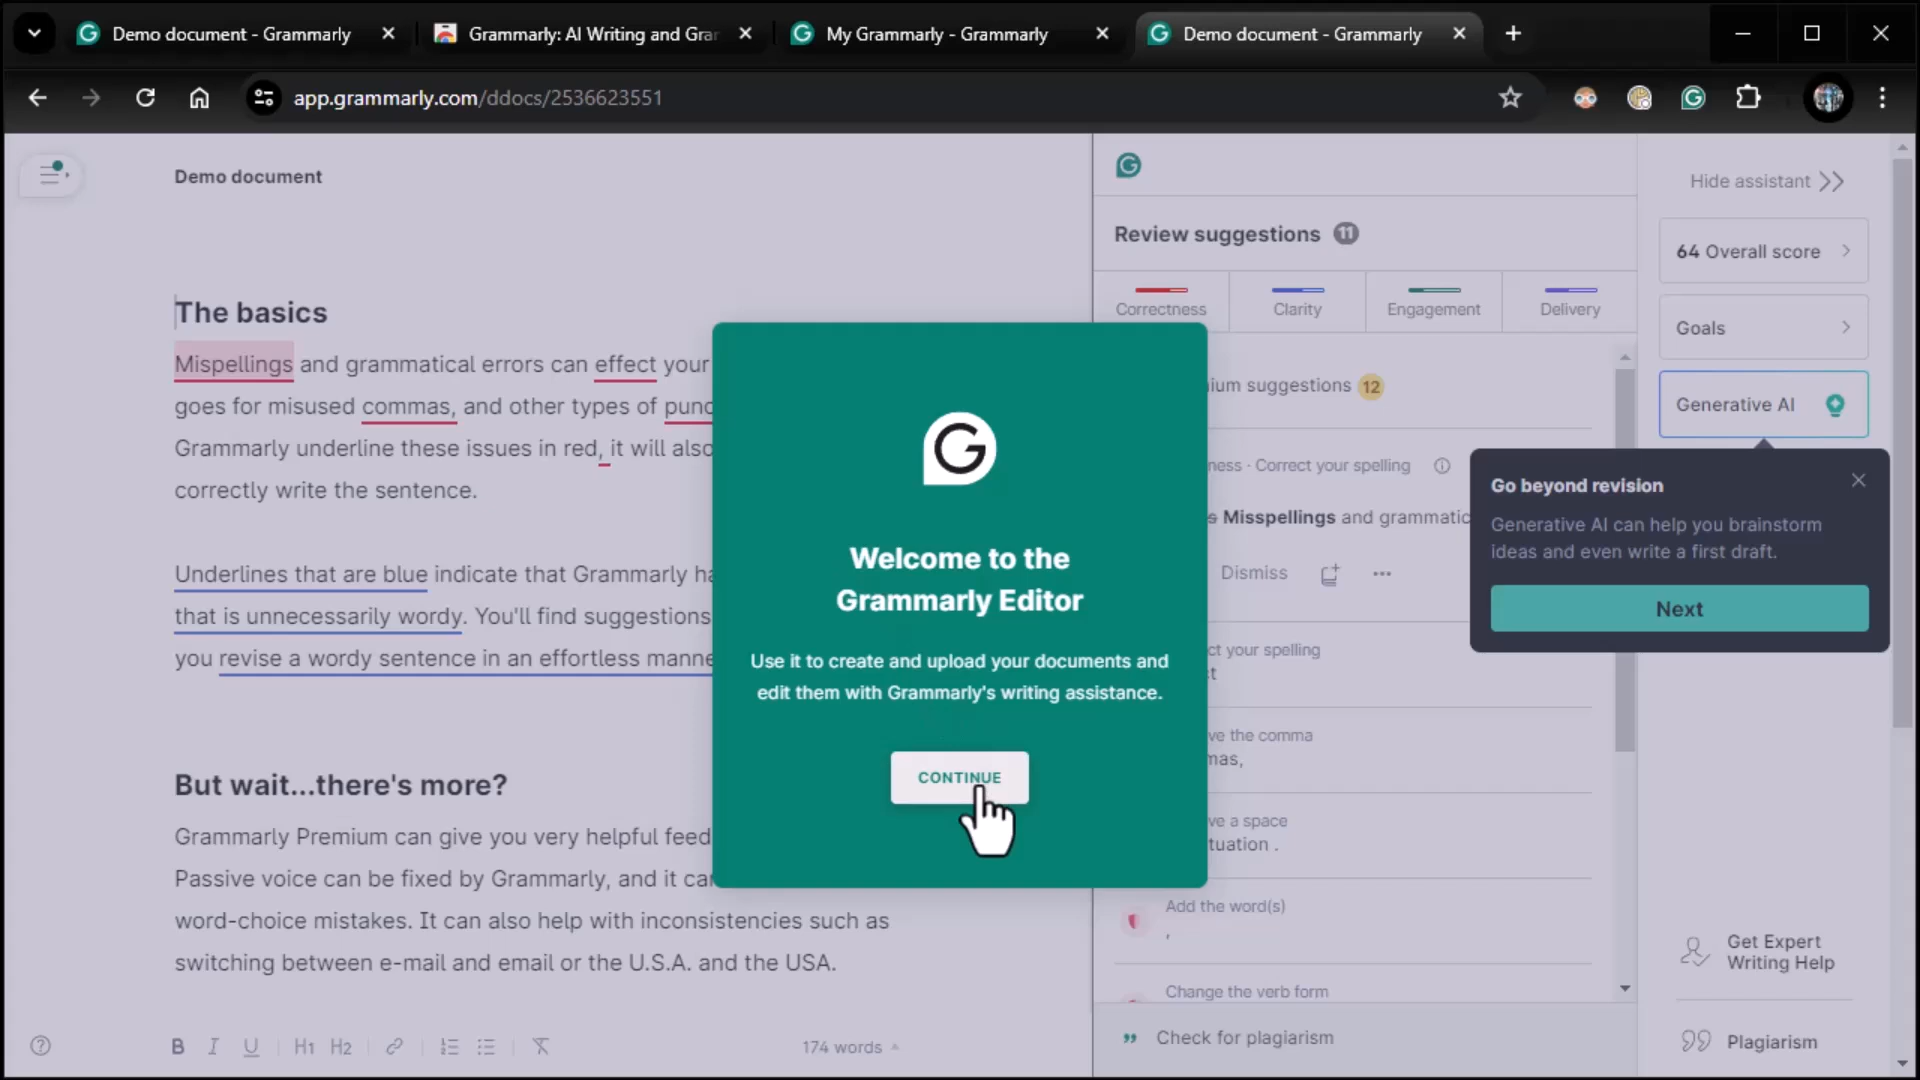 Demo document - Grammarly
Grammarly: AI Writing and Gra
My Grammarly - Grammarly
Demo document - Grammarly
app.grammarly.com/ddocs/2536623551
Demo document
Hide assistant
Review suggestions 11
64 Overall score
Correctness
Clarity
Engagement
Delivery
Goals
The basics
Mispellings and grammatical errors can effect your
goes for misused commas, and other types of punc
Grammarly underline these issues in red, it will also
correctly write the sentence.
Underlines that are blue indicate that Grammarly ha
that is unnecessarily wordy. You'll find suggestions
you revise a wordy sentence in an effortless manne
But wait...there's more?
Grammarly Premium can give you very helpful feed
Passive voice can be fixed by Grammarly, and it car
word-choice mistakes. It can also help with inconsistencies such as
switching between e-mail and email or the U.S.A. and the USA.
B I U H1 H2
174 words
G
Welcome to the
Grammarly Editor
Use it to create and upload your documents and
edit them with Grammarly's writing assistance.
CONTINUE
ium suggestions 12
ness · Correct your spelling
s Misspellings and grammatic
Dismiss
ct your spelling
ct
ve the comma
mas,
ve a space
tuation .
Add the word(s)
,
Change the verb form
Check for plagiarism
Generative AI
Go beyond revision
Generative AI can help you brainstorm
ideas and even write a first draft.
Next
Get Expert
Writing Help
Plagiarism